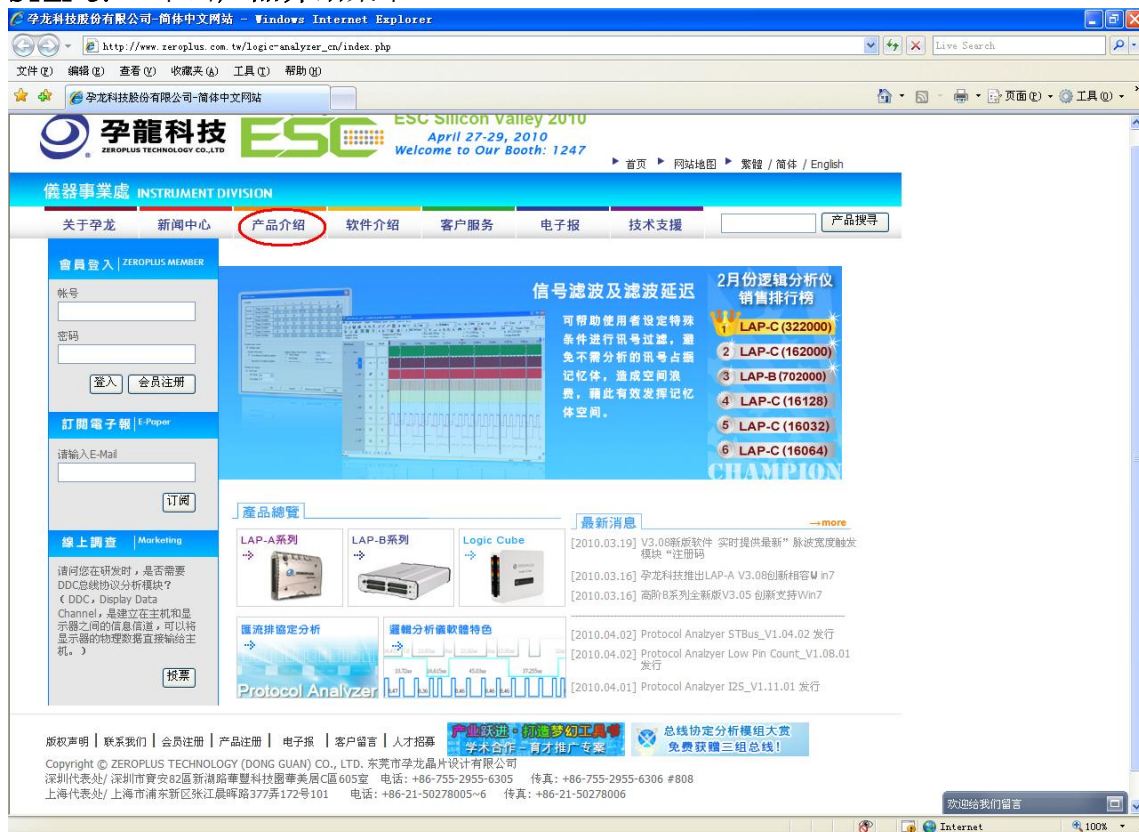 孕龙科技股份有限公司-简体中文网站 - Windows Internet Explorer
http://www.zeroplus.com.tw/logic-analyzer_cn/index.php
Live Search
文件(F) 编辑(E) 查看(V) 收藏夹(A) 工具(T) 帮助(H)
孕龙科技股份有限公司-简体中文网站
页面(P) 工具(O)
孕龍科技
ZEROPLUS TECHNOLOGY CO.,LTD
ESC
ESC Silicon Valley 2010
April 27-29, 2010
Welcome to Our Booth: 1247
首页 网站地图 繁體 / 简体 / English
儀器事業處 INSTRUMENT DIVISION
关于孕龙 新闻中心 产品介绍 软件介绍 客户服务 电子报 技术支援 产品搜寻
會員登入 ZEROPLUS MEMBER
帐号
密码
登入 会员注册
訂閱電子報 E-Paper
请输入E-Mail
订阅
線上調查 Marketing
请问您在研发时，是否需要
DDC总线协议分析模块？
( DDC，Display Data
Channel，是建立在主机和显
示器之间的信息信道，可以将
显示器的物理数据直接输给主
机。)
投票
信号滤波及滤波延迟
可帮助使用者设定特殊
条件进行讯号过滤，避
免不需分析的讯号占据
记忆体，造成空间浪
费，藉此有效发挥记忆
体空间。
2月份逻辑分析仪
销售排行榜
1 LAP-C (322000)
2 LAP-C (162000)
3 LAP-B (702000)
4 LAP-C (16128)
5 LAP-C (16032)
6 LAP-C (16064)
CHAMPION
產品總覽
LAP-A系列
LAP-B系列
Logic Cube
匯流排協定分析
Protocol Analyzer
邏輯分析儀軟體特色
最新消息
→more
[2010.03.19] V3.08新版软件 实时提供最新”脉波宽度触发
模块“注册码
[2010.03.16] 孕龙科技推出LAP-A V3.08创新相容Win7
[2010.03.16] 高阶B系列全新版V3.05 创新支持Win7
[2010.04.02] Protocol Analzyer STBus_V1.04.02 发行
[2010.04.02] Protocol Analzyer Low Pin Count_V1.08.01
发行
[2010.04.01] Protocol Analzyer I2S_V1.11.01 发行
版权声明 | 联系我们 | 会员注册 | 产品注册 | 电子报 | 客户留言 | 人才招募
产业跃进·打造梦幻工具
学术合作－育才推广专案
总线协定分析模组大赏
免费获赠三组总线!
Copyright © ZEROPLUS TECHNOLOGY (DONG GUAN) CO., LTD. 东莞市孕龙晶片设计有限公司
深圳代表处/ 深圳市寶安82區新湖路華豐科技園華美居C區605室 电话: +86-755-2955-6305 传真: +86-755-2955-6306 #808
上海代表处/ 上海市浦东新区张江晨晖路377弄172号101 电话: +86-21-50278005~6 传真: +86-21-50278006
欢迎给我们留言
Internet 100%